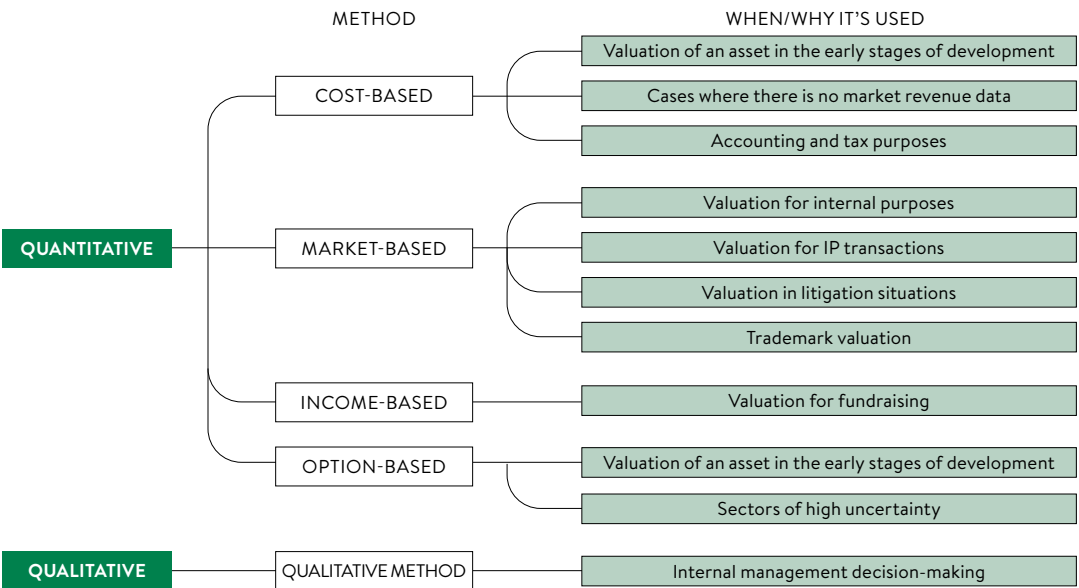 METHOD
WHEN/WHY IT'S USED
Valuation of an asset in the early stages of development
COST-BASED
Cases where there is no market revenue data
Accounting and tax purposes
Valuation for internal purposes
QUANTITATIVE
MARKET-BASED
Valuation for IP transactions
Valuation in litigation situations
Trademark valuation
INCOME-BASED
Valuation for fundraising
OPTION-BASED
Valuation of an asset in the early stages of development
Sectors of high uncertainty
QUALITATIVE
QUALITATIVE METHOD
Internal management decision-making